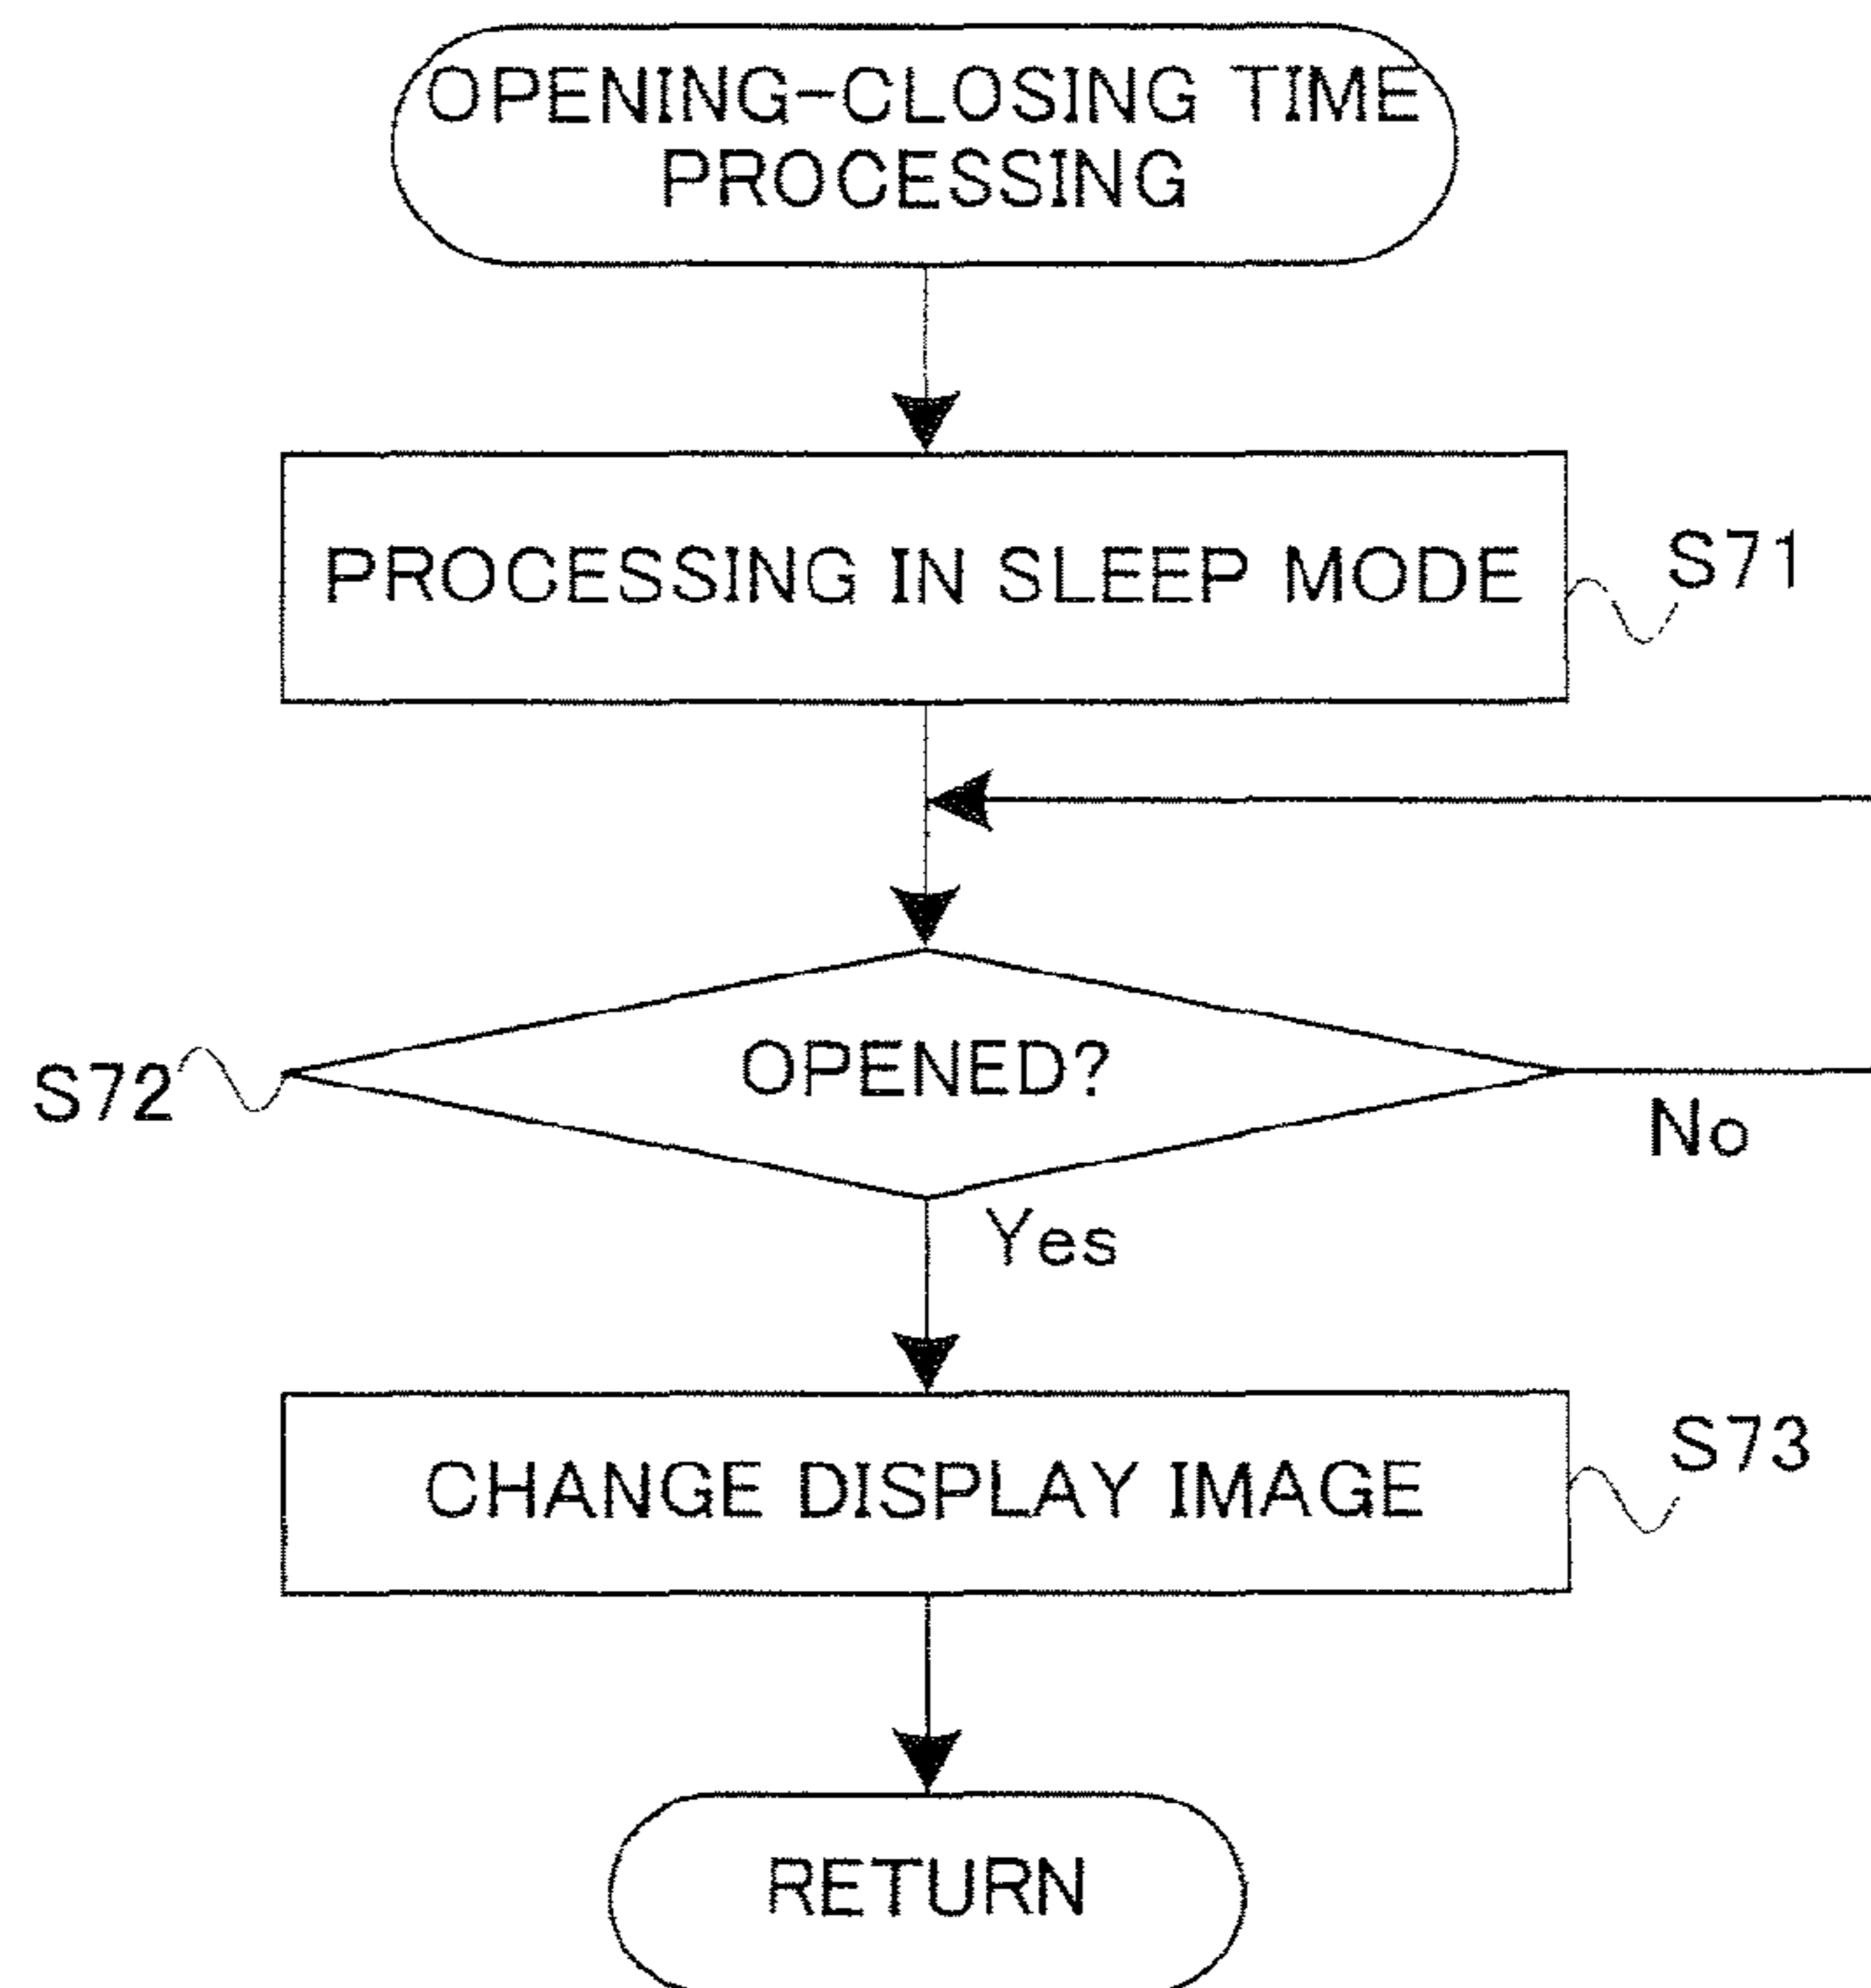 OPENING-CLOSING TIME
PROCESSING
PROCESSING IN SLEEP MODE
S71
OPENED?
S72
No
Yes
CHANGE DISPLAY IMAGE
S73
RETURN